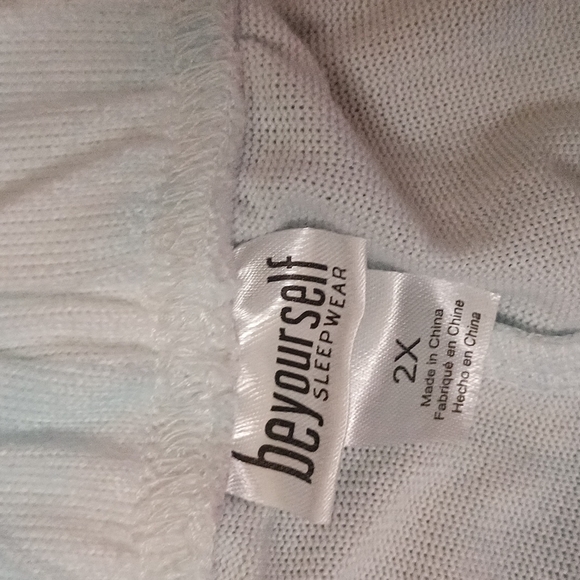 beyourself
SLEEPWEAR
2X
Made in China
Fabriqué en Chine
Hecho en China